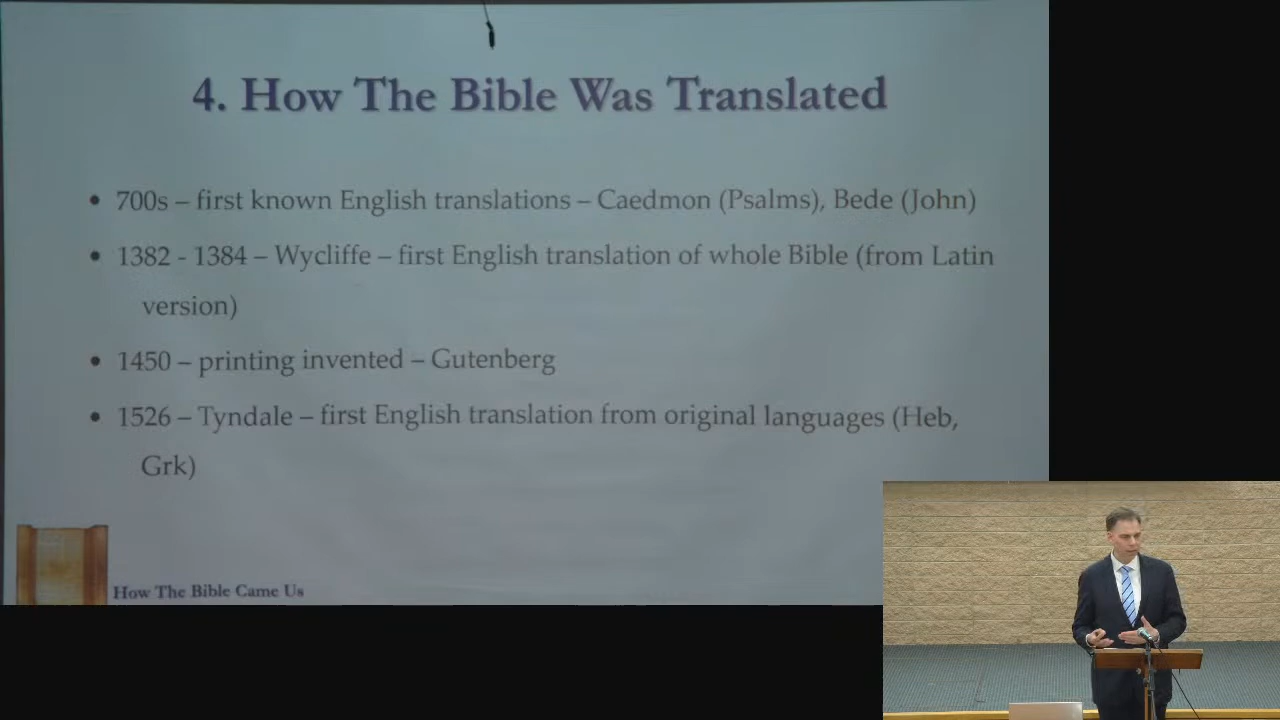 4. How The Bible Was Translated
• 700s – first known English translations – Caedmon (Psalms), Bede (John)
• 1382 - 1384 – Wycliffe – first English translation of whole Bible (from Latin
version)
• 1450 – printing invented – Gutenberg
• 1526 – Tyndale – first English translation from original languages (Heb,
Grk)
How The Bible Came Us